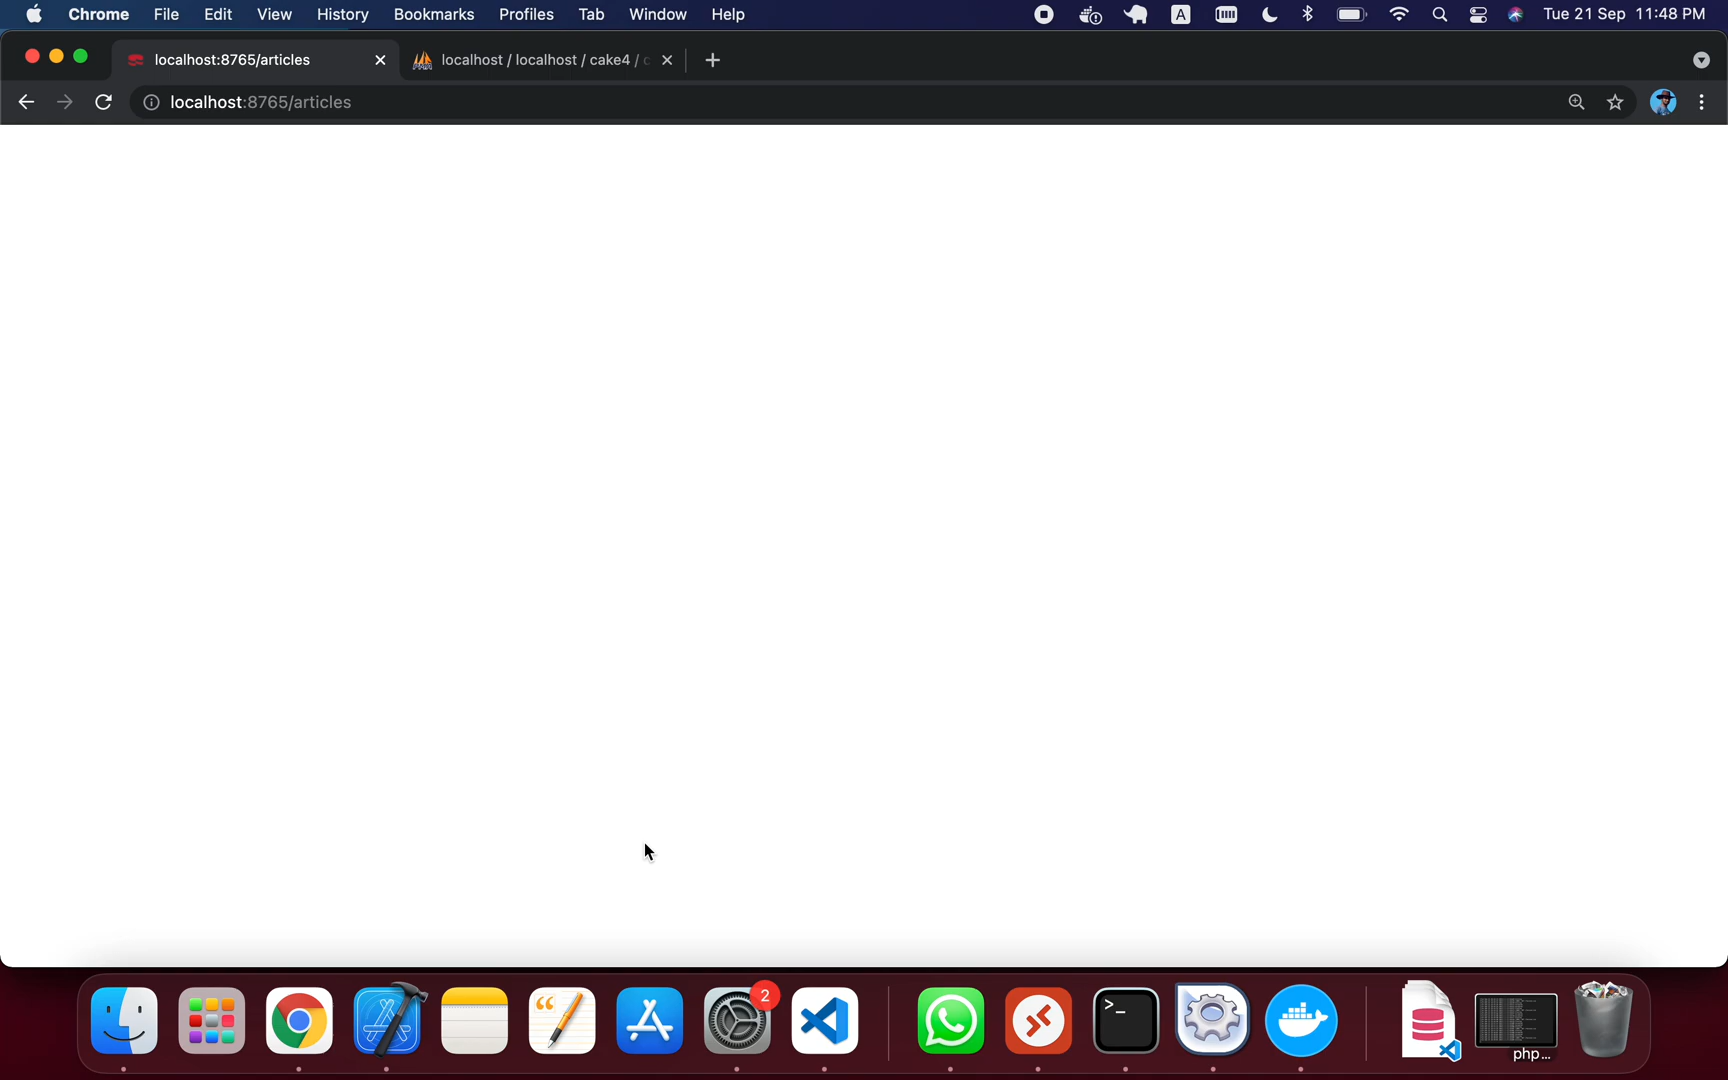 Chrome File Edit View History Bookmarks Profiles Tab Window Help A Tue 21 Sep 11:48 PM
localhost:8765/articles localhost / localhost / cake4 / c
localhost:8765/articles
2
>_
php...